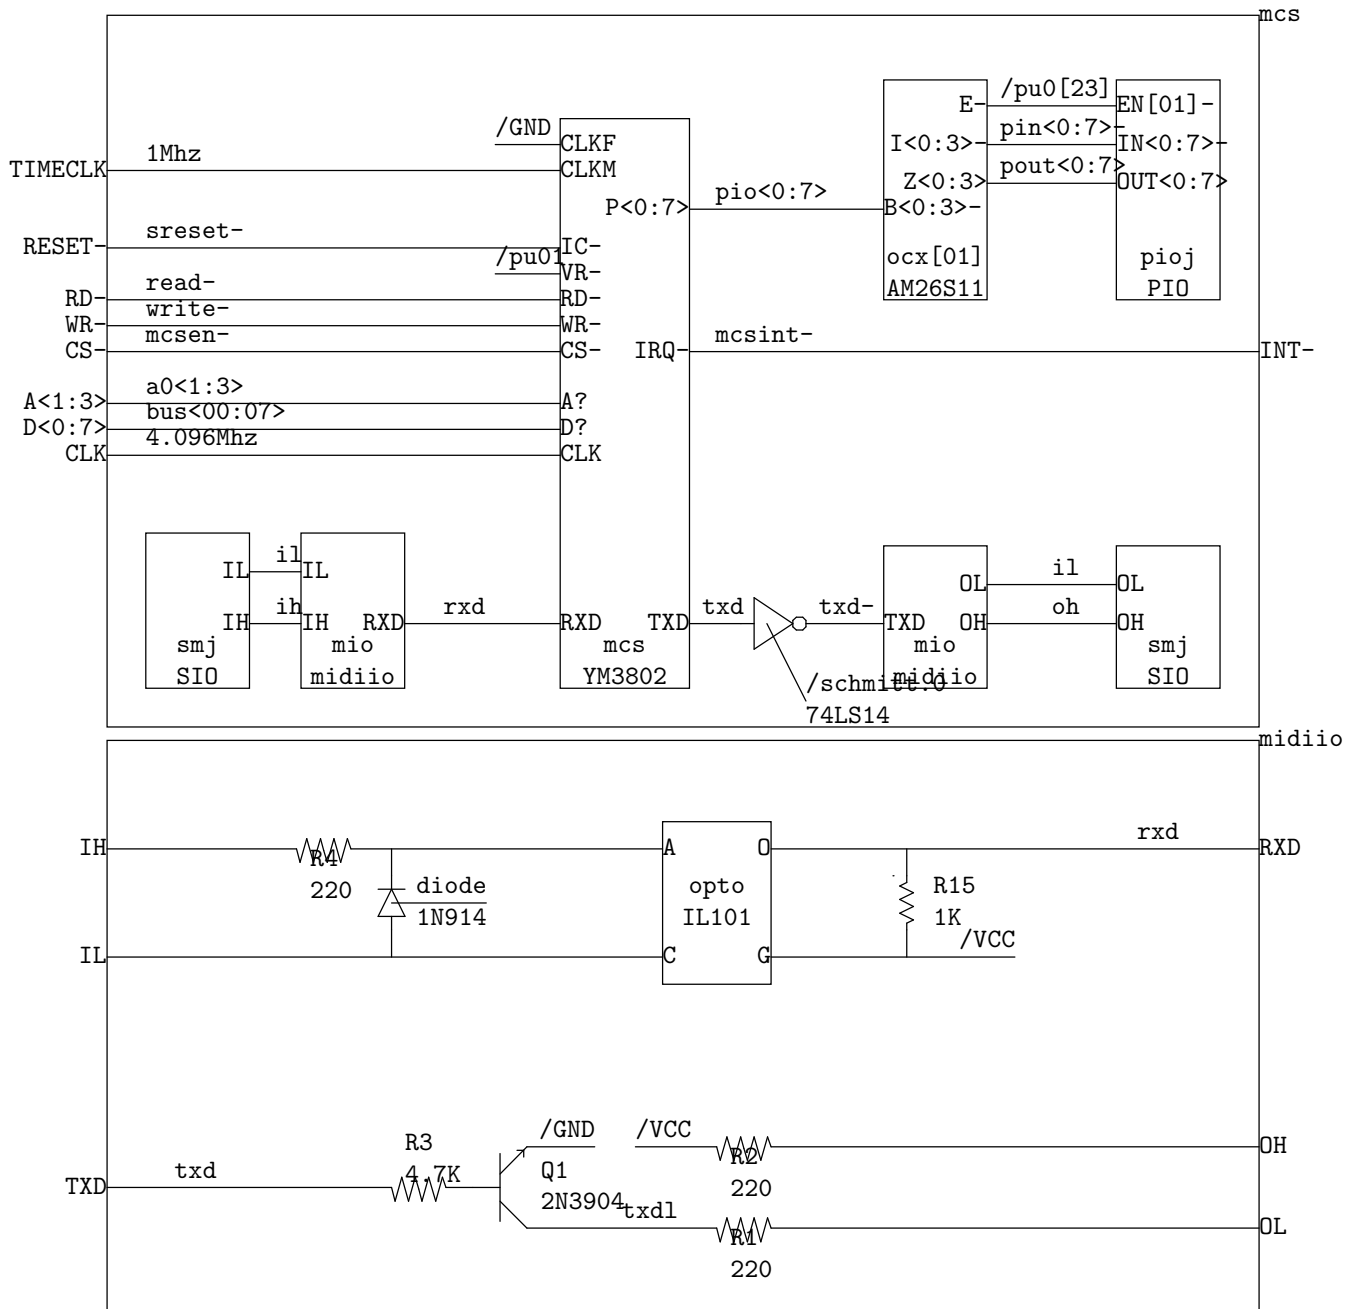 mcs
E- /pu0[23] EN[01]-
/GND CLKF I<0:3>- pin<0:7>- IN<0:7>-
TIMECLK 1Mhz CLKM Z<0:3> pout<0:7> OUT<0:7>
P<0:7> pio<0:7> B<0:3>-
RESET- sreset- IC- ocx[01] pioj
/pu01 VR- AM26S11 PIO
RD- read- RD-
WR- write- WR-
CS- mcsen- CS- IRQ- mcsint- INT-
A<1:3> a0<1:3> A?
D<0:7> bus<00:07> D?
CLK 4.096Mhz CLK
IL il IL OL il OL
IH ih IH RXD rxd RXD TXD txd txd- TXD OH oh OH
smj mio mcs mio smj
SIO midiio YM3802 /schmitt.0 midiio SIO
74LS14
midiio
IH R4 A O rxd RXD
220 diode opto R15
1N914 IL101 1K
IL C G /VCC
R3 /GND /VCC R2 OH
TXD txd 4.7K Q1 220
2N3904 txdl R1 OL
220